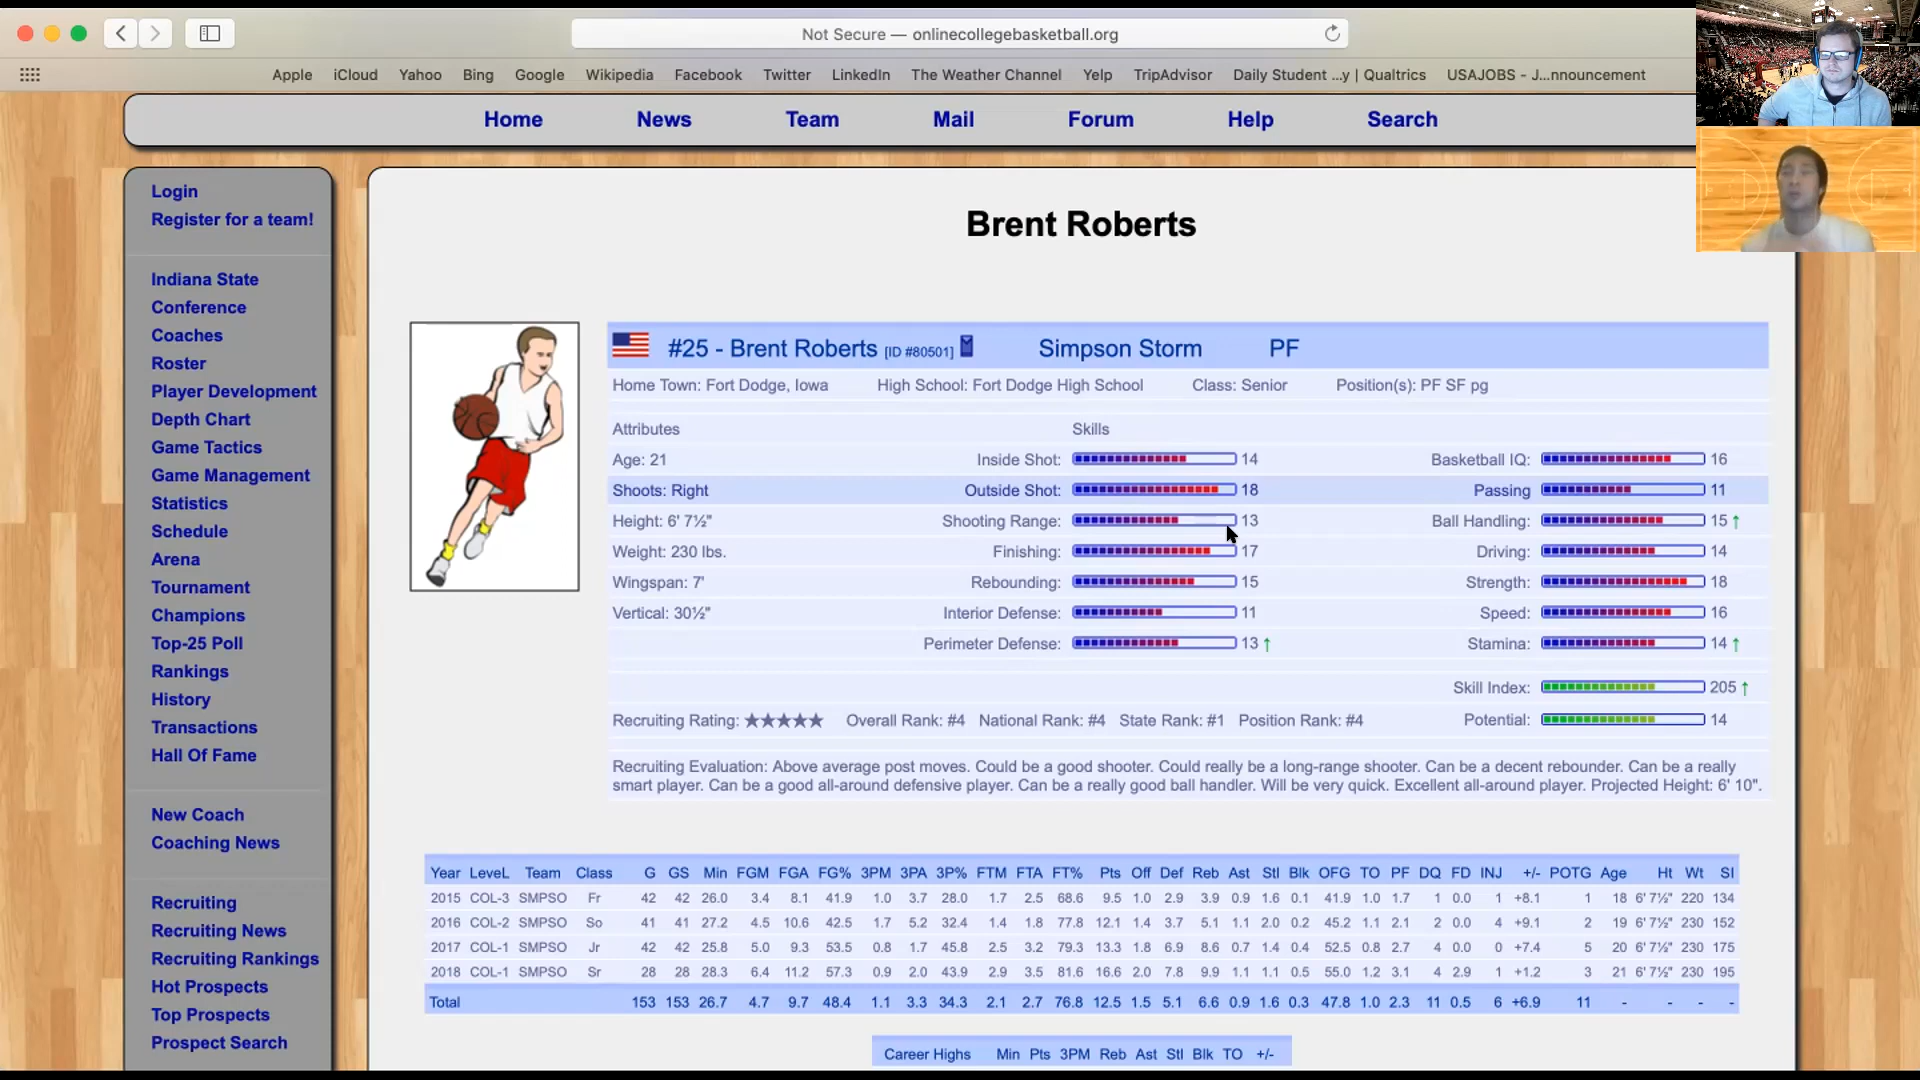 Not Secure — onlinecollegebasketball.org
Apple iCloud Yahoo Bing Google Wikipedia Facebook Twitter LinkedIn The Weather Channel Yelp TripAdvisor Daily Student ...y | Qualtrics USAJOBS - J...nnouncement
Home News Team Mail Forum Help Search
Login
Register for a team!
Indiana State
Conference
Coaches
Roster
Player Development
Depth Chart
Game Tactics
Game Management
Statistics
Schedule
Arena
Tournament
Champions
Top-25 Poll
Rankings
History
Transactions
Hall Of Fame
New Coach
Coaching News
Recruiting
Recruiting News
Recruiting Rankings
Hot Prospects
Top Prospects
Prospect Search
Brent Roberts
#25 - Brent Roberts [ID #80501] Simpson Storm PF
Home Town: Fort Dodge, Iowa High School: Fort Dodge High School Class: Senior Position(s): PF SF pg
Attributes Skills
Age: 21 Inside Shot: 14 Basketball IQ: 16
Shoots: Right Outside Shot: 18 Passing 11
Height: 6' 7½" Shooting Range: 13 Ball Handling: 15 ↑
Weight: 230 lbs. Finishing: 17 Driving: 14
Wingspan: 7' Rebounding: 15 Strength: 18
Vertical: 30½" Interior Defense: 11 Speed: 16
Perimeter Defense: 13 ↑ Stamina: 14 ↑
Skill Index: 205 ↑
Recruiting Rating: ★★★★★ Overall Rank: #4 National Rank: #4 State Rank: #1 Position Rank: #4 Potential: 14
Recruiting Evaluation: Above average post moves. Could be a good shooter. Could really be a long-range shooter. Can be a decent rebounder. Can be a really
smart player. Can be a good all-around defensive player. Can be a really good ball handler. Will be very quick. Excellent all-around player. Projected Height: 6' 10".
Year LeveL Team Class G GS Min FGM FGA FG% 3PM 3PA 3P% FTM FTA FT% Pts Off Def Reb Ast Stl Blk OFG TO PF DQ FD INJ +/- POTG Age Ht Wt SI
2015 COL-3 SMPSO Fr 42 42 26.0 3.4 8.1 41.9 1.0 3.7 28.0 1.7 2.5 68.6 9.5 1.0 2.9 3.9 0.9 1.6 0.1 41.9 1.0 1.7 1 0.0 1 +8.1 1 18 6' 7½" 220 134
2016 COL-2 SMPSO So 41 41 27.2 4.5 10.6 42.5 1.7 5.2 32.4 1.4 1.8 77.8 12.1 1.4 3.7 5.1 1.1 2.0 0.2 45.2 1.1 2.1 2 0.0 4 +9.1 2 19 6' 7½" 230 152
2017 COL-1 SMPSO Jr 42 42 25.8 5.0 9.3 53.5 0.8 1.7 45.8 2.5 3.2 79.3 13.3 1.8 6.9 8.6 0.7 1.4 0.4 52.5 0.8 2.7 4 0.0 0 +7.4 5 20 6' 7½" 230 175
2018 COL-1 SMPSO Sr 28 28 28.3 6.4 11.2 57.3 0.9 2.0 43.9 2.9 3.5 81.6 16.6 2.0 7.8 9.9 1.1 1.1 0.5 55.0 1.2 3.1 4 2.9 1 +1.2 3 21 6' 7½" 230 195
Total 153 153 26.7 4.7 9.7 48.4 1.1 3.3 34.3 2.1 2.7 76.8 12.5 1.5 5.1 6.6 0.9 1.6 0.3 47.8 1.0 2.3 11 0.5 6 +6.9 11 - - - -
Career Highs Min Pts 3PM Reb Ast Stl Blk TO +/-